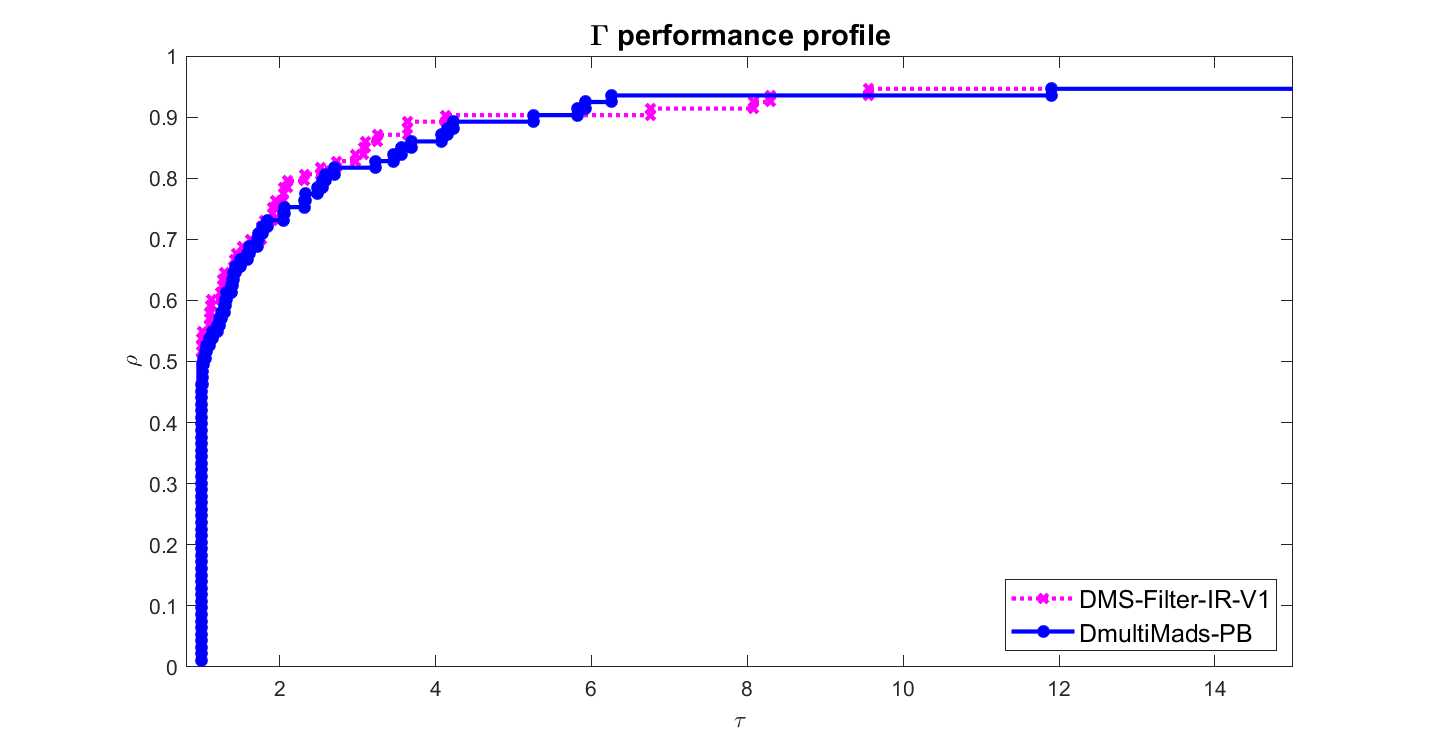 Γ performance profile
1
0.9
0.8
0.7
0.6
0.5
0.4
0.3
0.2
0.1
0
ρ
2 4 6 8 10 12 14
τ
DMS-Filter-IR-V1
DmultiMads-PB